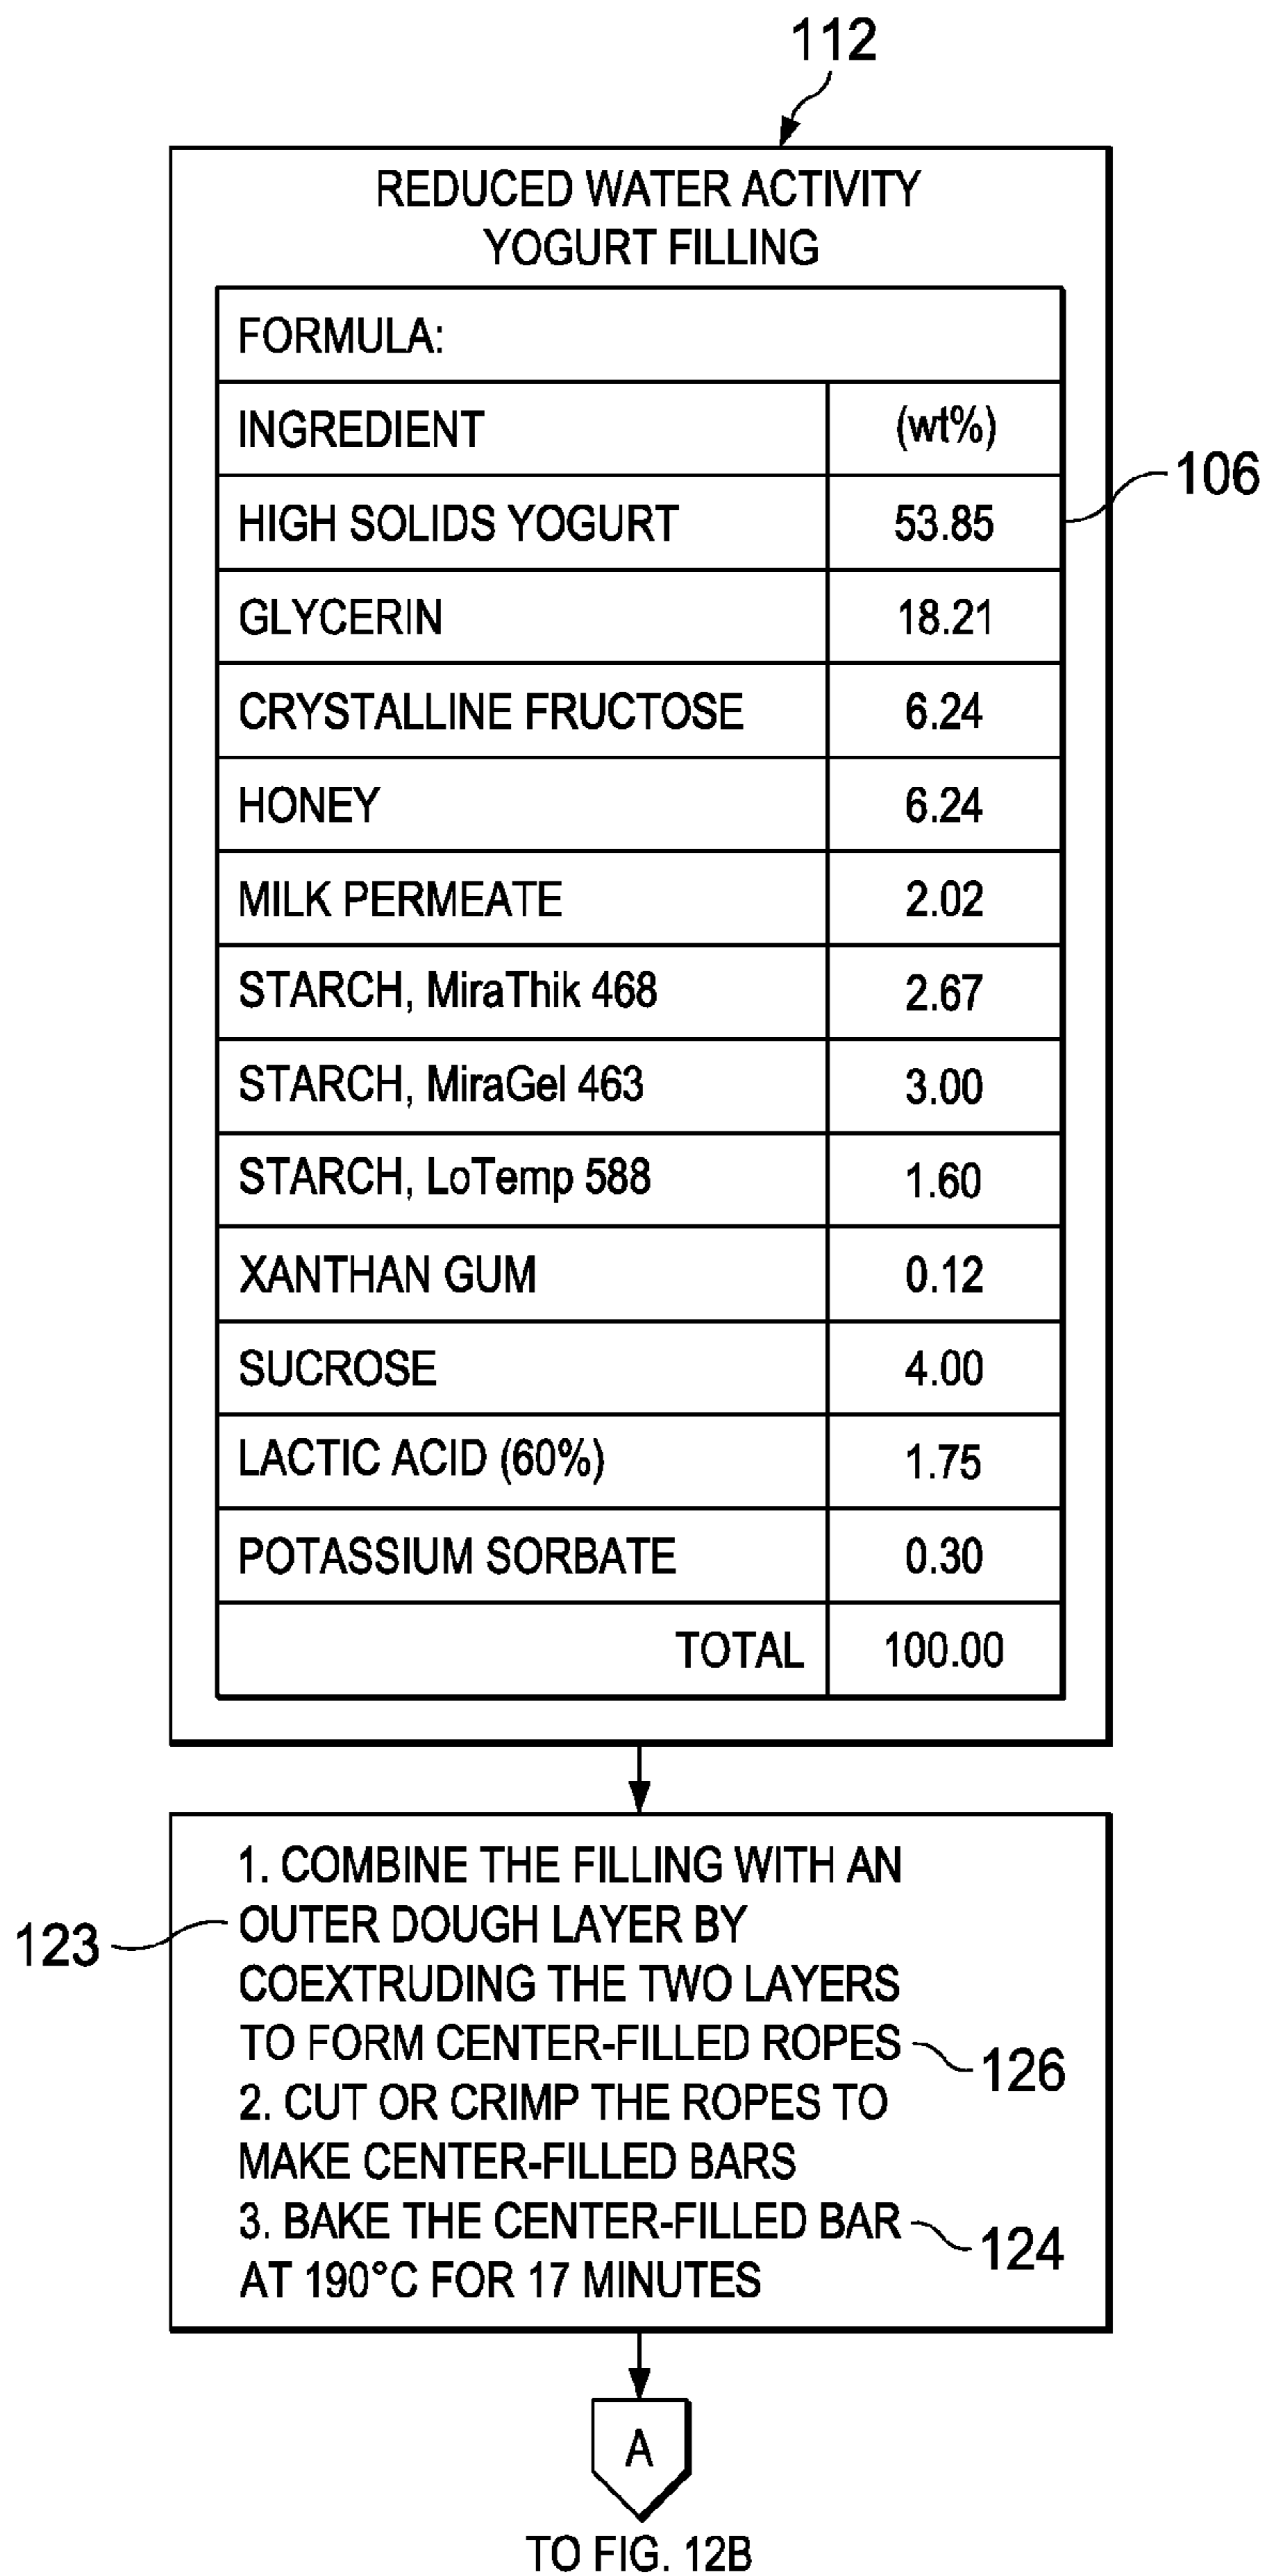 112
REDUCED WATER ACTIVITY
YOGURT FILLING
FORMULA:
INGREDIENT (wt%)
106
HIGH SOLIDS YOGURT 53.85
GLYCERIN 18.21
CRYSTALLINE FRUCTOSE 6.24
HONEY 6.24
MILK PERMEATE 2.02
STARCH, MiraThik 468 2.67
STARCH, MiraGel 463 3.00
STARCH, LoTemp 588 1.60
XANTHAN GUM 0.12
SUCROSE 4.00
LACTIC ACID (60%) 1.75
POTASSIUM SORBATE 0.30
TOTAL 100.00
1. COMBINE THE FILLING WITH AN
123 OUTER DOUGH LAYER BY
COEXTRUDING THE TWO LAYERS
TO FORM CENTER-FILLED ROPES 126
2. CUT OR CRIMP THE ROPES TO
MAKE CENTER-FILLED BARS
3. BAKE THE CENTER-FILLED BAR 124
AT 190°C FOR 17 MINUTES
A
TO FIG. 12B